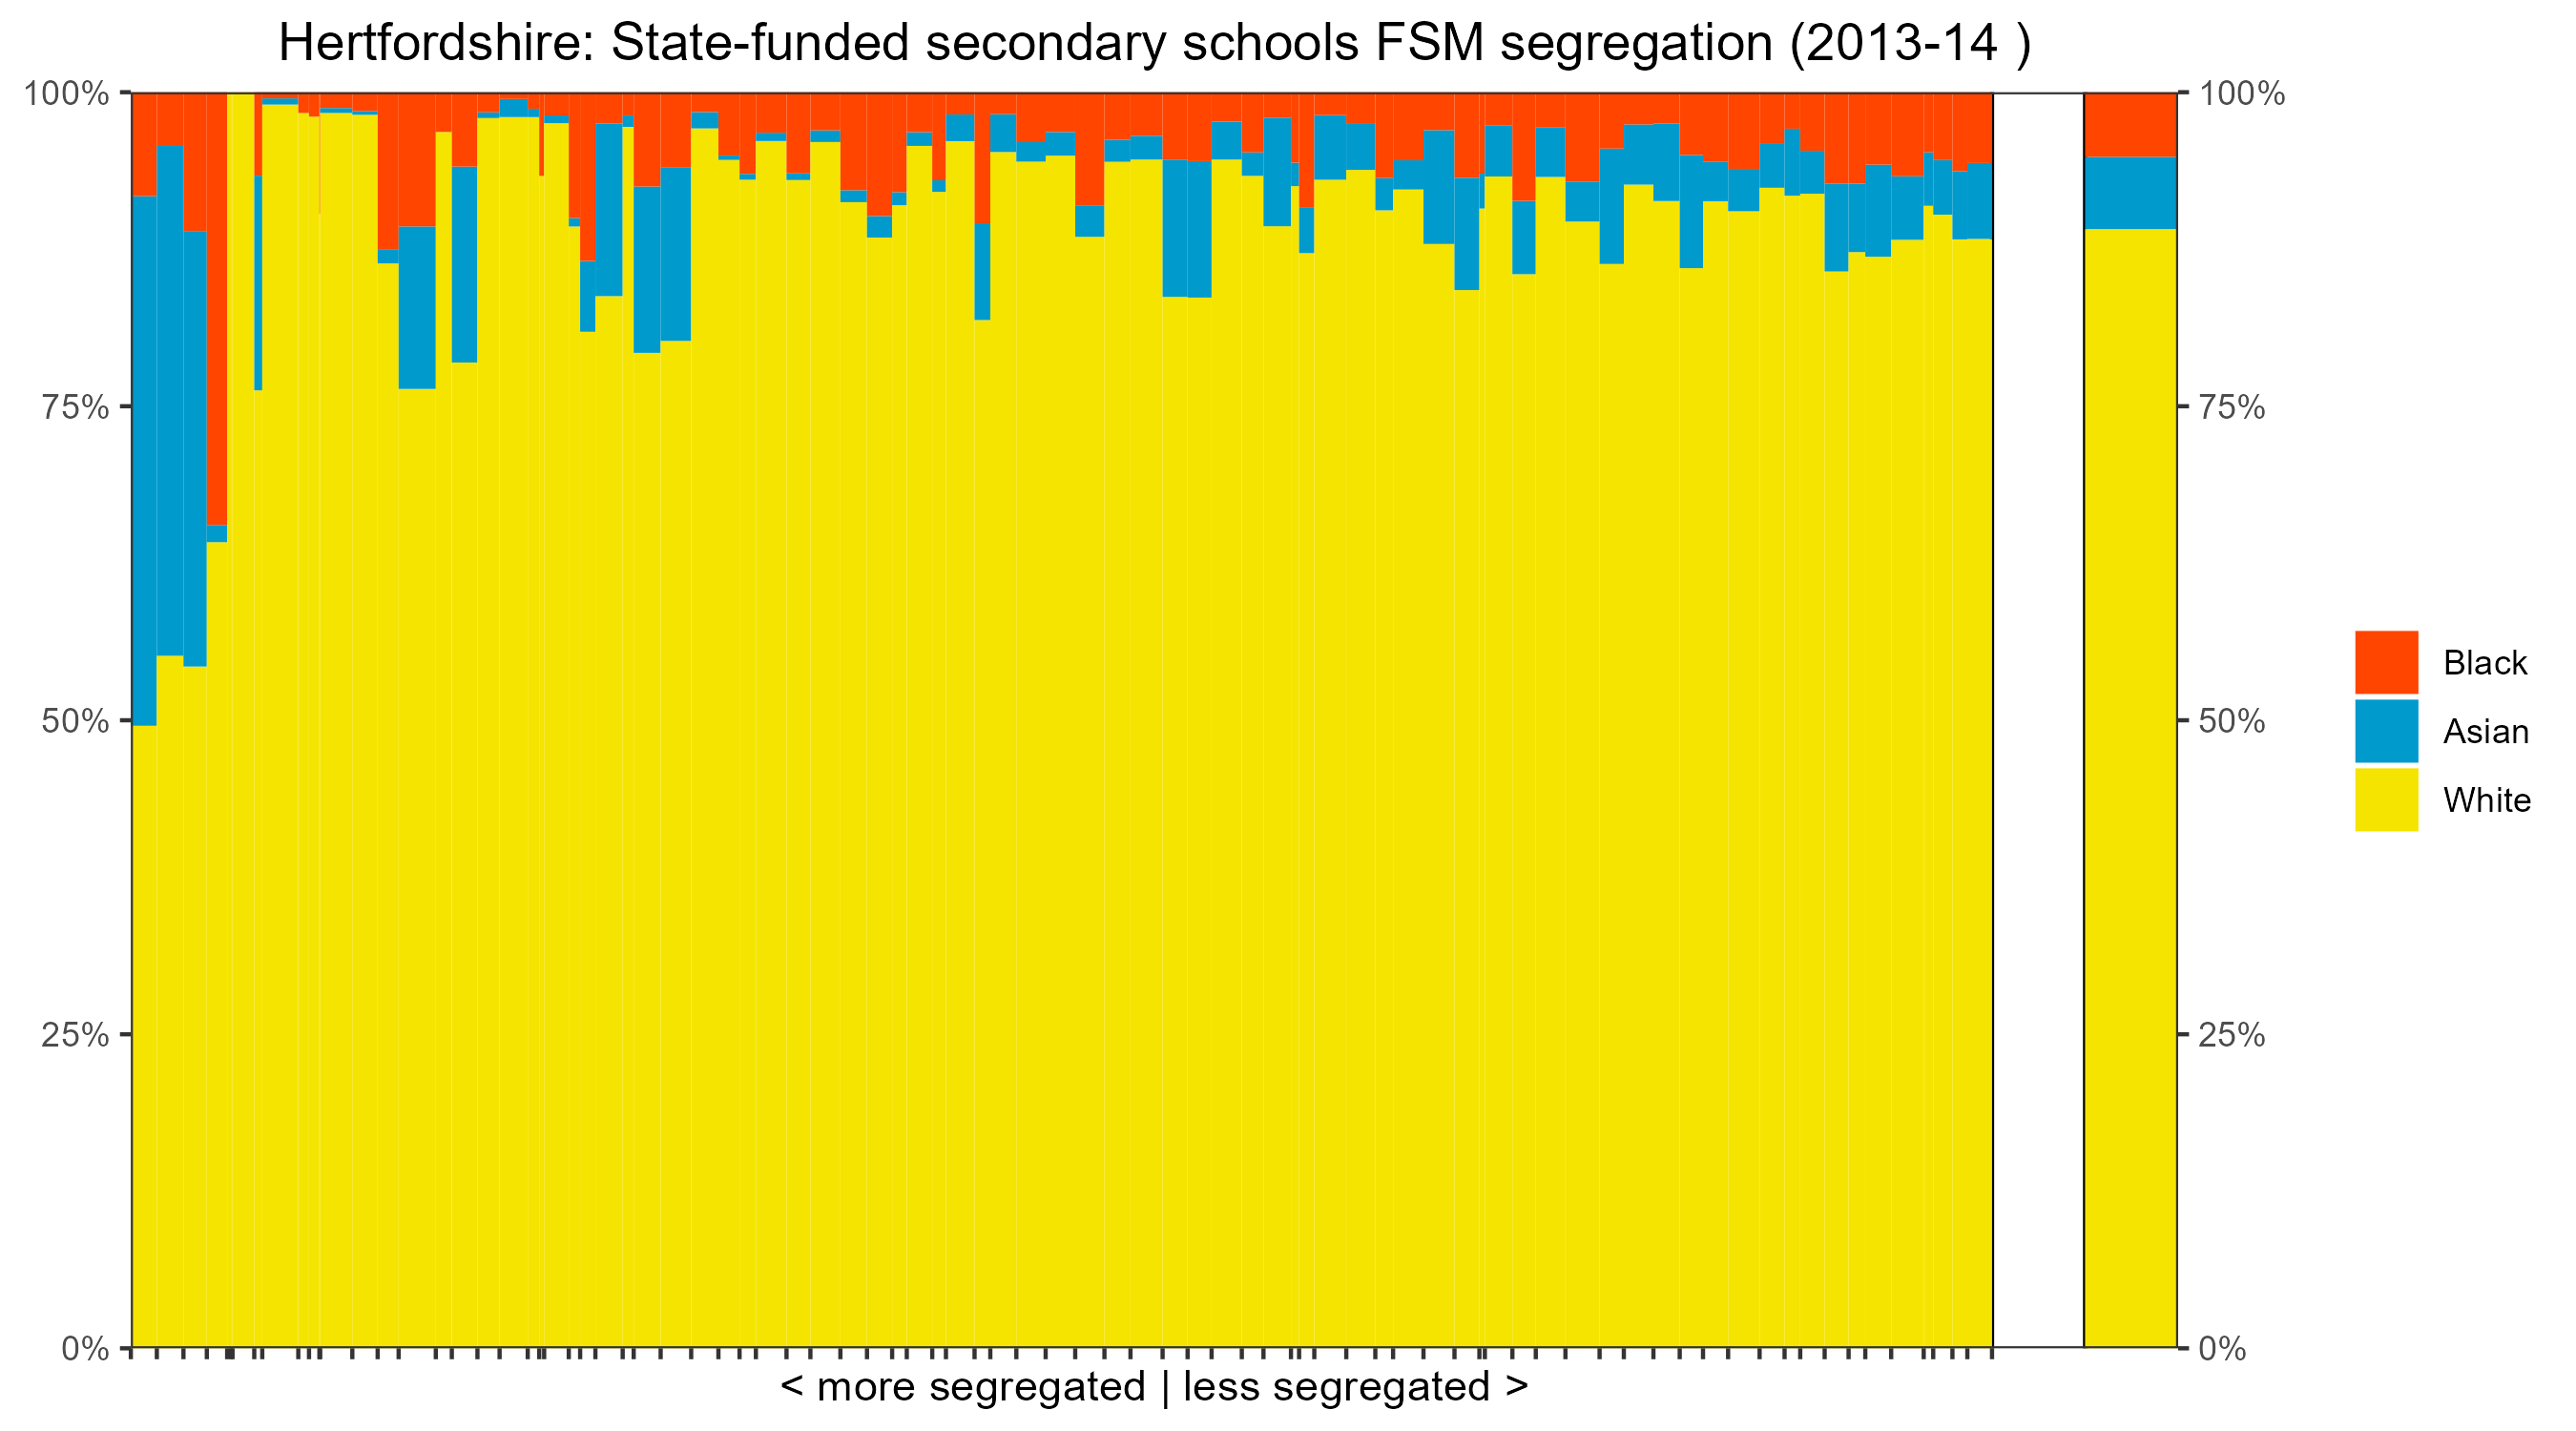 Hertfordshire: State-funded secondary schools FSM segregation (2013-14 )
100%
75%
50%
25%
0%
100%
75%
50%
25%
0%
Black
Asian
White
< more segregated | less segregated >